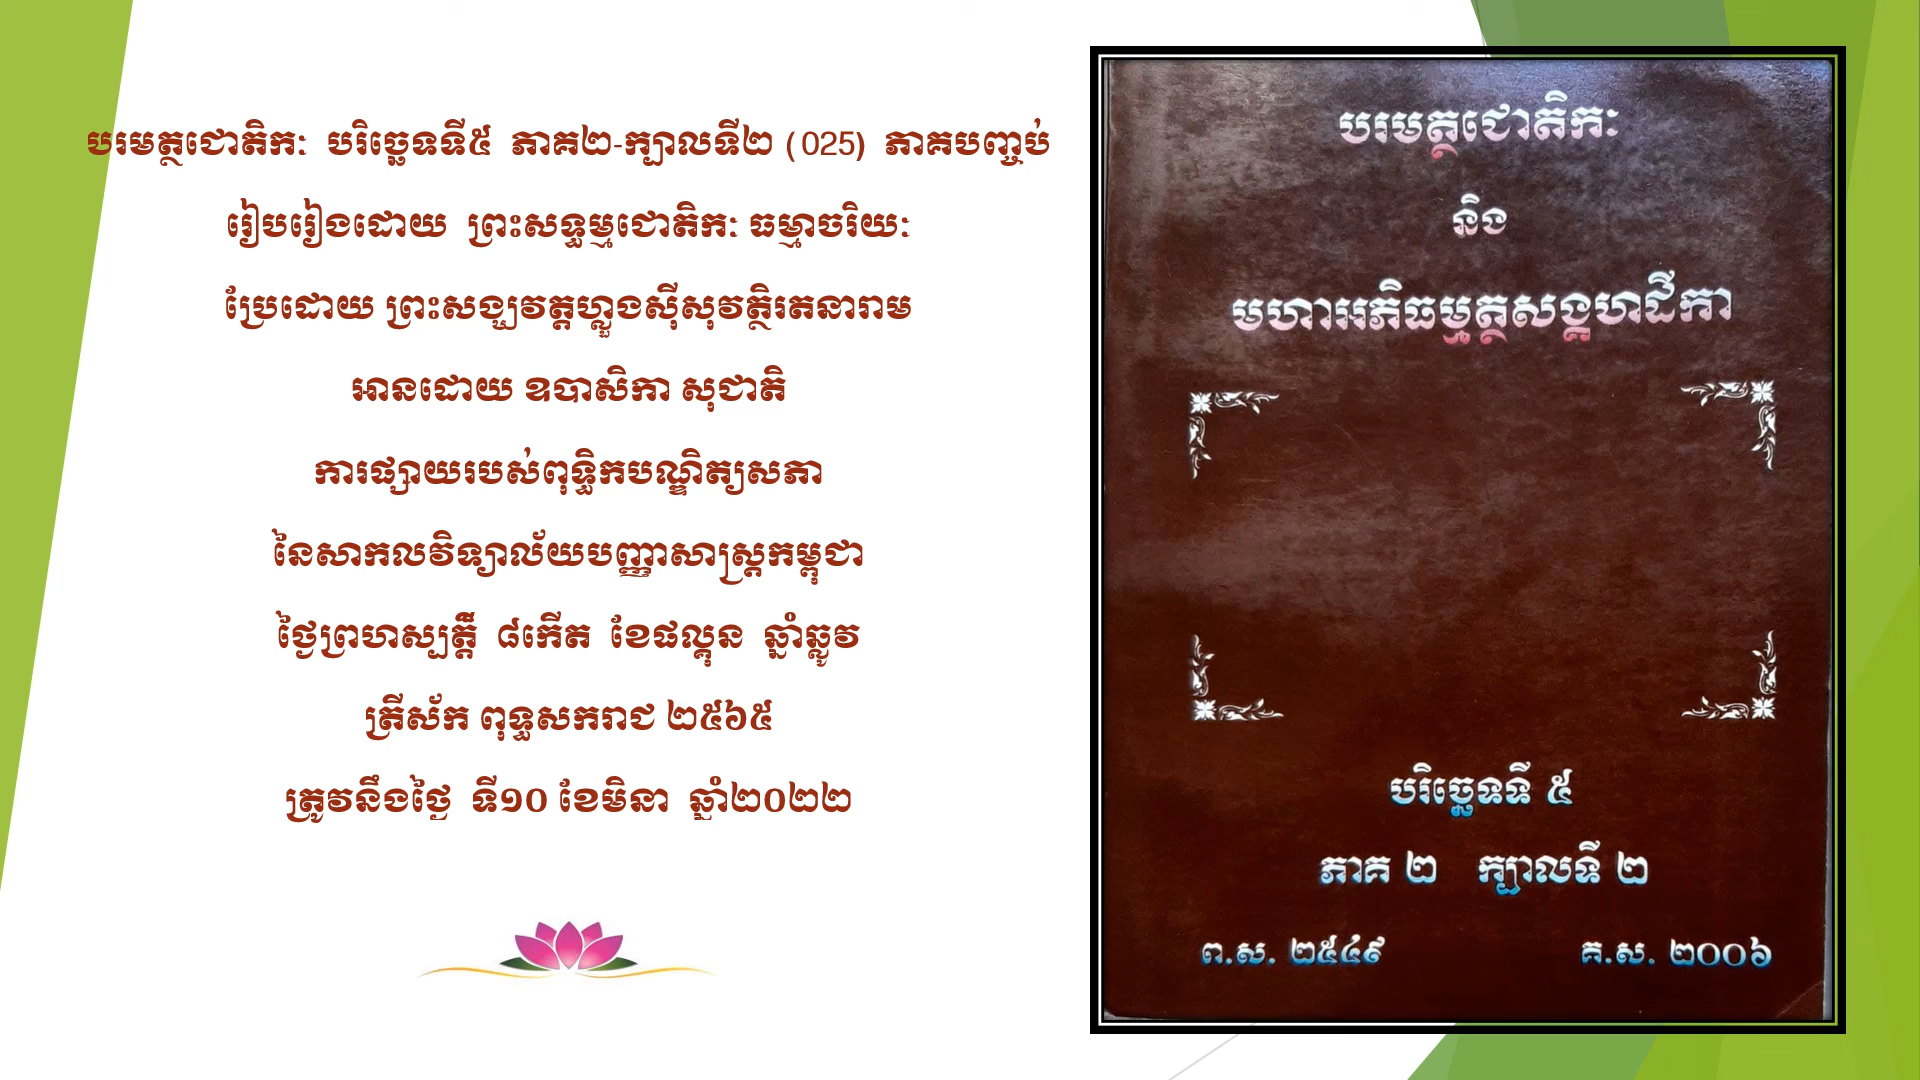 បរមត្ថជោតិកៈ បរិច្ឆេទទី៥ ភាគ២-ក្បាលទី២ (025) ភាគបញ្ចប់
រៀបរៀងដោយ ព្រះសទ្ធម្មជោតិកៈ ធម្មាចរិយៈ
ប្រែដោយ ព្រះសង្ឃវត្តហ្លួងស៊ីសុវត្ថិរតនារាម
អានដោយ ឧបាសិកា សុជាតិ
ការផ្សាយរបស់ពុទ្ធិកបណ្ឌិត្យសភា
នៃសាកលវិទ្យាល័យបញ្ញាសាស្ត្រកម្ពុជា
ថ្ងៃព្រហស្បត្តិ៍ ៨កើត ខែផល្គុន ឆ្នាំឆ្លូវ
ត្រីស័ក ពុទ្ធសករាជ ២៥៦៥
ត្រូវនឹងថ្ងៃ ទី១០ ខែមិនា ឆ្នាំ២០២២
បរមត្ថជោតិកៈ
និង
មហាអភិធម្មត្ថសង្គហដីកា
បរិច្ឆេទទី ៥
ភាគ ២ ក្បាលទី ២
ព.ស. ២៥៤៩ គ.ស. ២០០៦